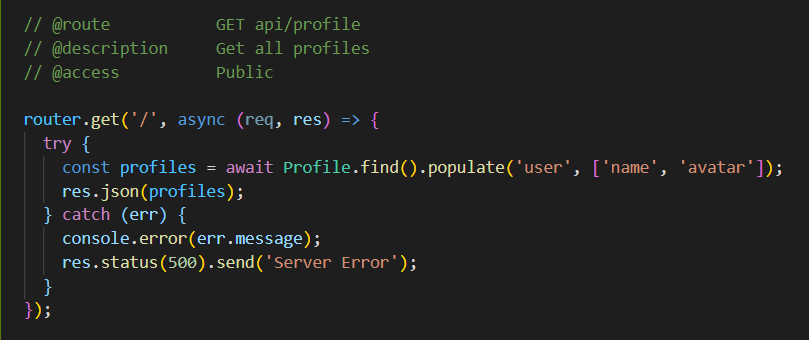 // @route          GET api/profile
// @description    Get all profiles
// @access         Public
router.get('/', async (req, res) => {
  try {
    const profiles = await Profile.find().populate('user', ['name', 'avatar']);
    res.json(profiles);
  } catch (err) {
    console.error(err.message);
    res.status(500).send('Server Error');
  }
});